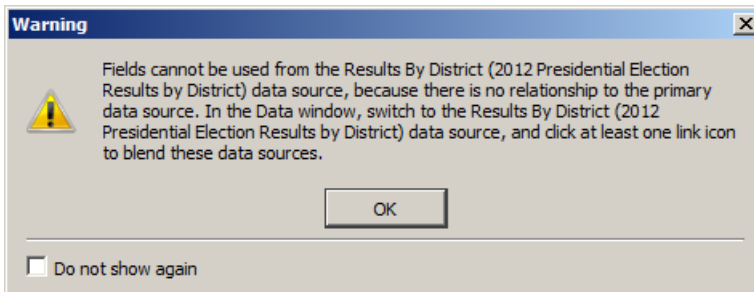 Warning
Fields cannot be used from the Results By District (2012 Presidential Election
Results by District) data source, because there is no relationship to the primary
data source. In the Data window, switch to the Results By District (2012
Presidential Election Results by District) data source, and click at least one link icon
to blend these data sources.
OK
Do not show again